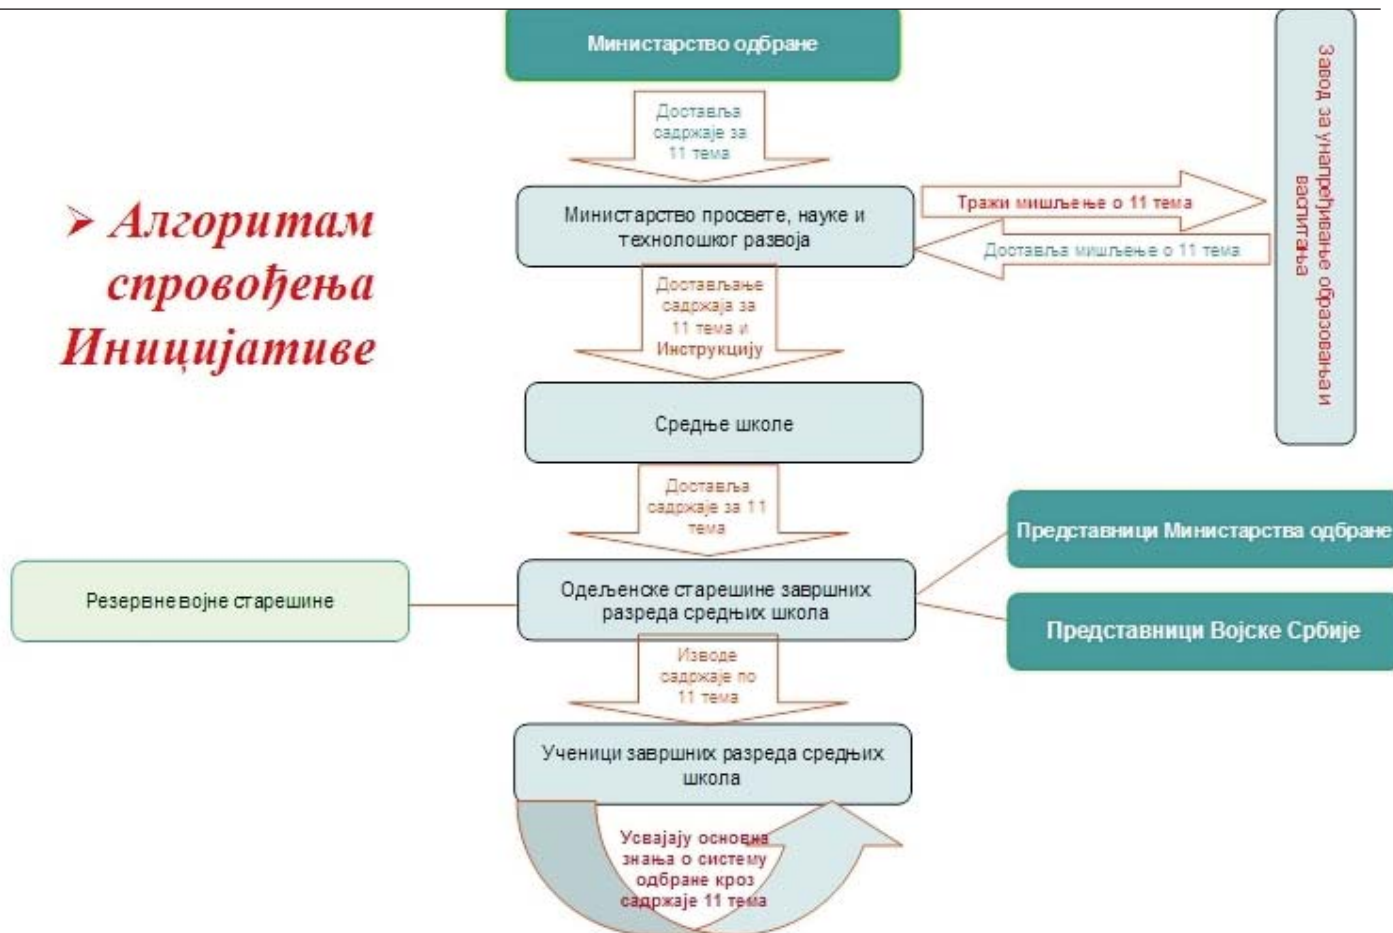 Министарство одбране
Доставља
садржаје за
11 тема
Завод за унапређивање образовања и
васпитања
➤ Алгоритам
спровођења
Иницијативе
Министарство просвете, науке и
технолошког развоја
Тражи мишљење о 11 тема
Доставља мишљење о 11 тема
Достављање
садржаја за
11 тема и
Инструкцију
Средње школе
Доставља
садржаје за 11
тема
Представници Министарства одбране
Резервне војне старешине
Одељенске старешине завршних
разреда средњих школа
Представници Војске Србије
Изводе
садржаје по
11 тема
Ученици завршних разреда средњих
школа
Усвајају основна
знања о систему
одбране кроз
садржаје 11 тема